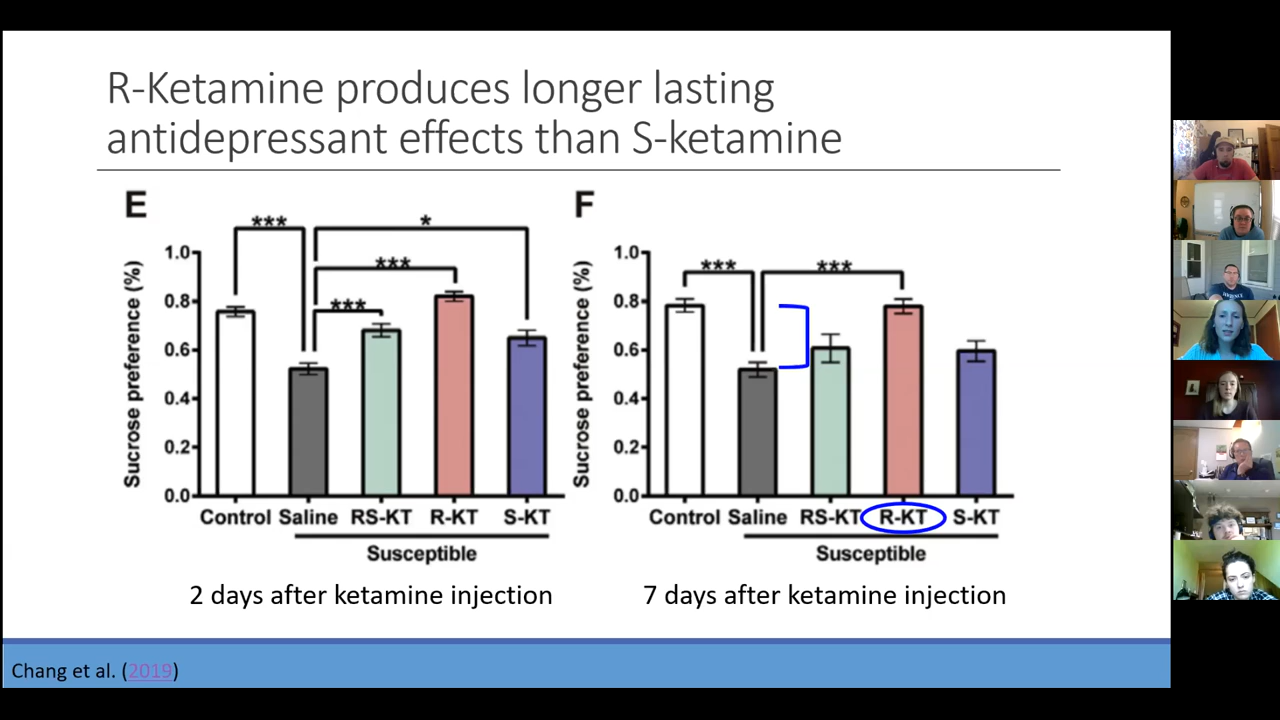 R-Ketamine produces longer lasting
antidepressant effects than S-ketamine
E
***
*
***
***
Sucrose preference (%)
1.0
0.8
0.6
0.4
0.2
0.0
Control Saline RS-KT R-KT S-KT
Susceptible
2 days after ketamine injection
F
***
***
Sucrose preference (%)
1.0
0.8
0.6
0.4
0.2
0.0
Control Saline RS-KT R-KT S-KT
Susceptible
7 days after ketamine injection
Chang et al. (2019)